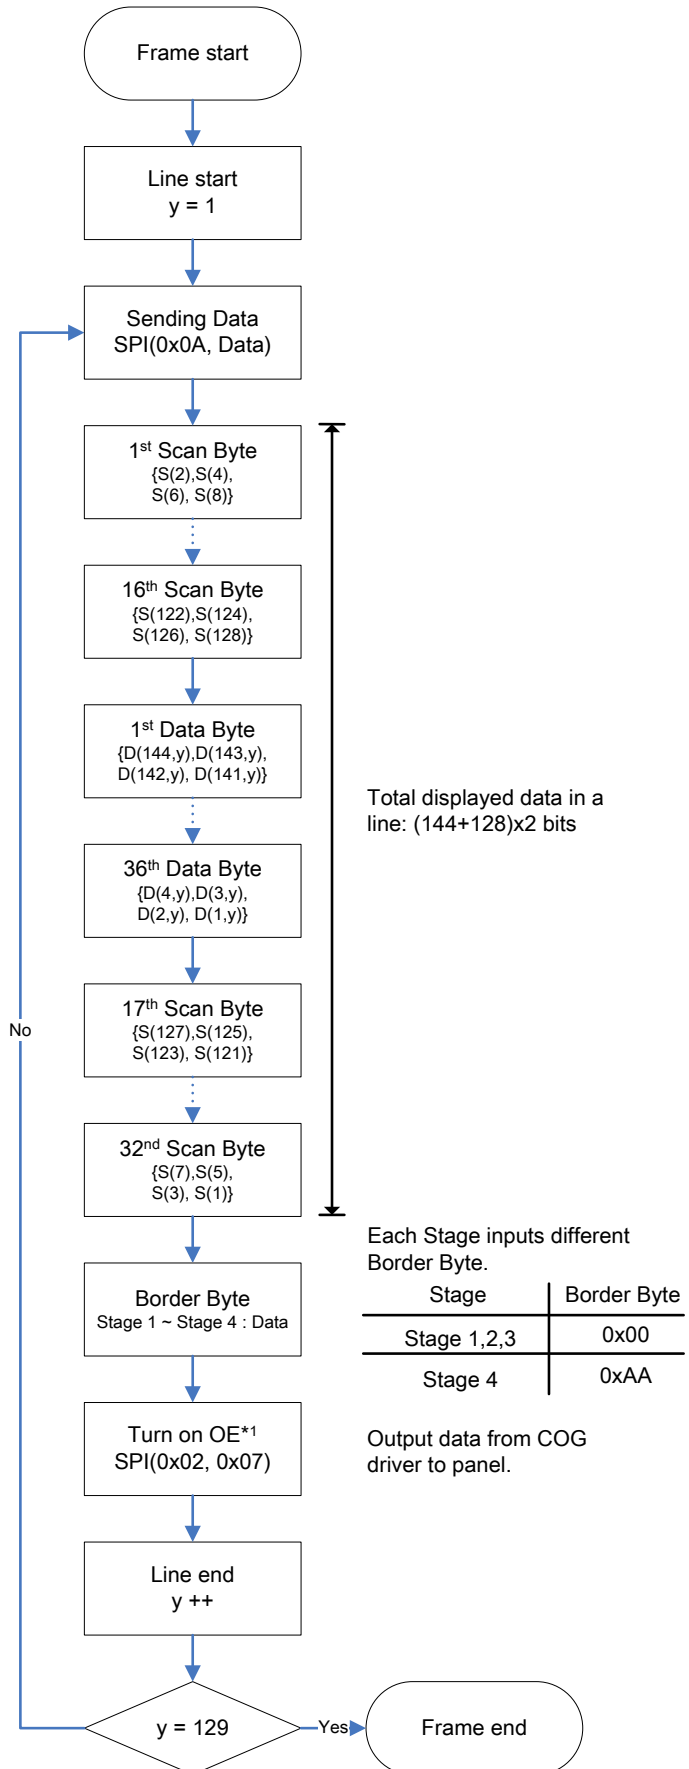 Frame start
Line start
y = 1
Sending Data
SPI(0x0A, Data)
1st Scan Byte
{S(2),S(4),
S(6), S(8)}
16th Scan Byte
{S(122),S(124),
S(126), S(128)}
1st Data Byte
{D(144,y),D(143,y),
D(142,y), D(141,y)}
Total displayed data in a
line: (144+128)x2 bits
36th Data Byte
{D(4,y),D(3,y),
D(2,y), D(1,y)}
17th Scan Byte
{S(127),S(125),
S(123), S(121)}
No
32nd Scan Byte
{S(7),S(5),
S(3), S(1)}
Each Stage inputs different
Border Byte.
Stage Border Byte
Stage 1,2,3 0x00
Stage 4 0xAA
Border Byte
Stage 1 ~ Stage 4 : Data
Turn on OE*1
SPI(0x02, 0x07)
Output data from COG
driver to panel.
Line end
y ++
y = 129
Yes
Frame end